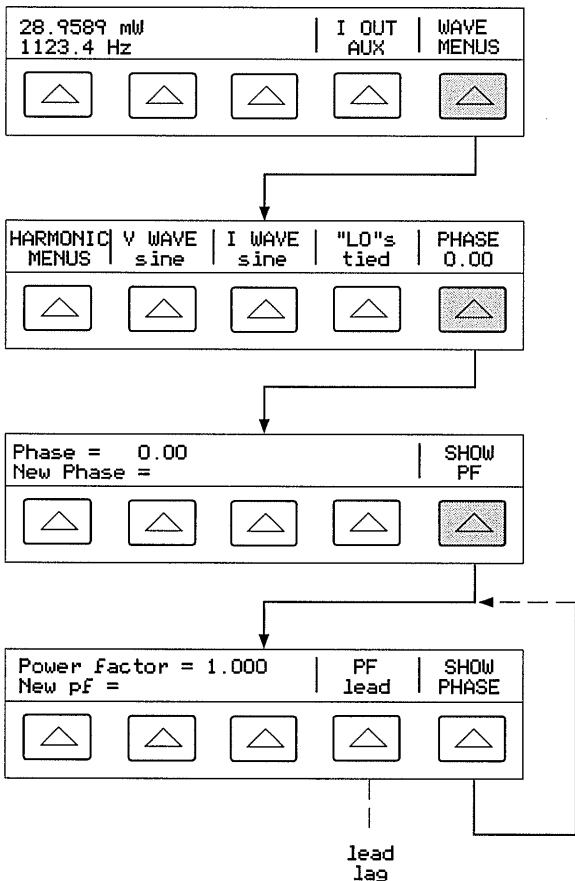 28.9589 mW
1123.4 Hz
I OUT
AUX
WAVE
MENUS
HARMONIC
MENUS
V WAVE
sine
I WAVE
sine
"LO"s
tied
PHASE
0.00
Phase = 0.00
New Phase =
SHOW
PF
Power factor = 1.000
New pf =
PF
lead
SHOW
PHASE
lead
lag